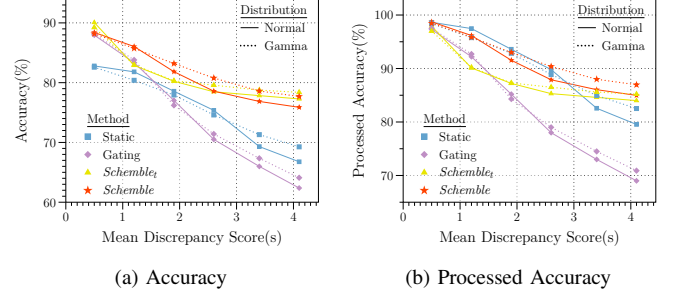 Distribution
Normal
Gamma
Method
Static
Gating
Schemble_t
Schemble
Accuracy(%)
90
80
70
60
0 1 2 3 4 5
Mean Discrepancy Score(s)
(a) Accuracy
Distribution
Normal
Gamma
Method
Static
Gating
Schemble_t
Schemble
Processed Accuracy(%)
100
90
80
70
0 1 2 3 4 5
Mean Discrepancy Score(s)
(b) Processed Accuracy